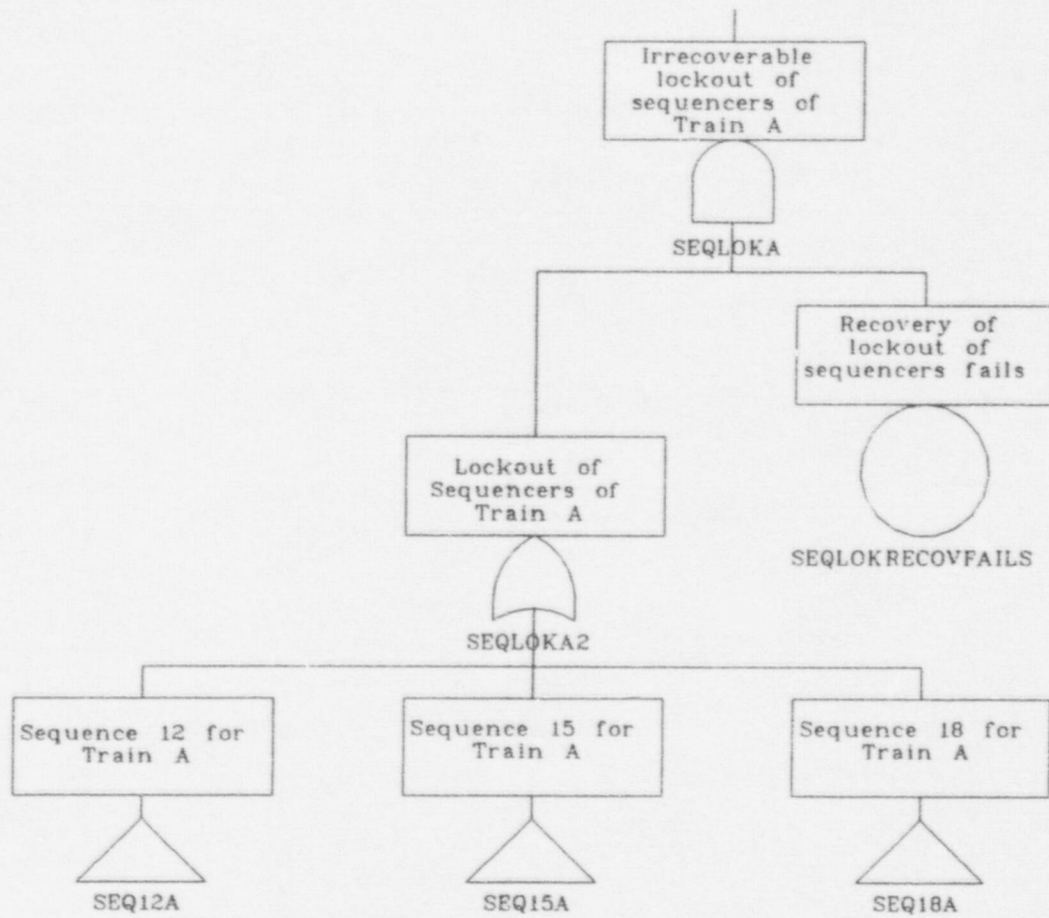 Irrecoverable
lockout of
sequencers of
Train A
SEQLOKA
Recovery of
lockout of
sequencers fails
SEQLOKRECOVFAILS
Lockout of
Sequencers of
Train A
SEQLOKA2
Sequence 12 for
Train A
SEQ12A
Sequence 15 for
Train A
SEQ15A
Sequence 18 for
Train A
SEQ18A